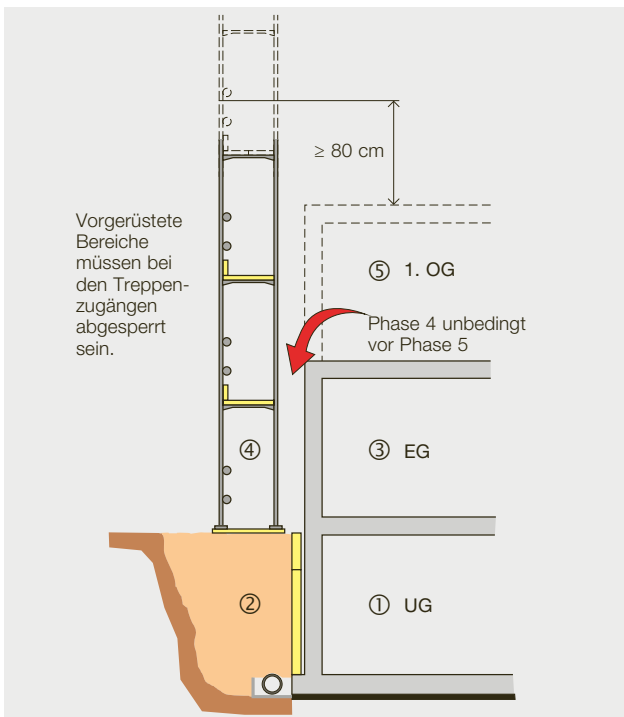 ≥ 80 cm
Vorgerüstete
Bereiche
müssen bei
den Treppen-
zugängen
abgesperrt
sein.
⑤ 1. OG
Phase 4 unbedingt
vor Phase 5
④
③ EG
②
① UG